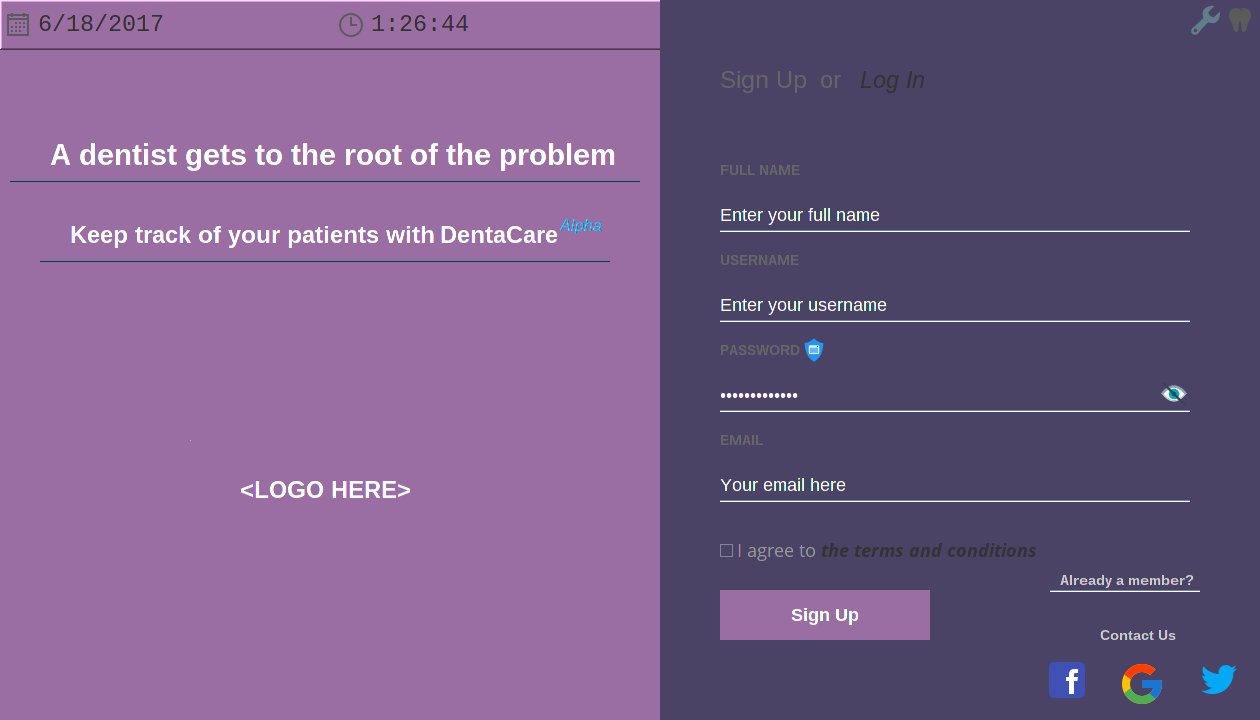 6/18/2017 1:26:44
A dentist gets to the root of the problem
Keep track of your patients with DentaCare Alpha
<LOGO HERE>
Sign Up or Log In
FULL NAME
Enter your full name
USERNAME
Enter your username
PASSWORD
•••••••••••••
EMAIL
Your email here
I agree to the terms and conditions
Already a member?
Sign Up
Contact Us